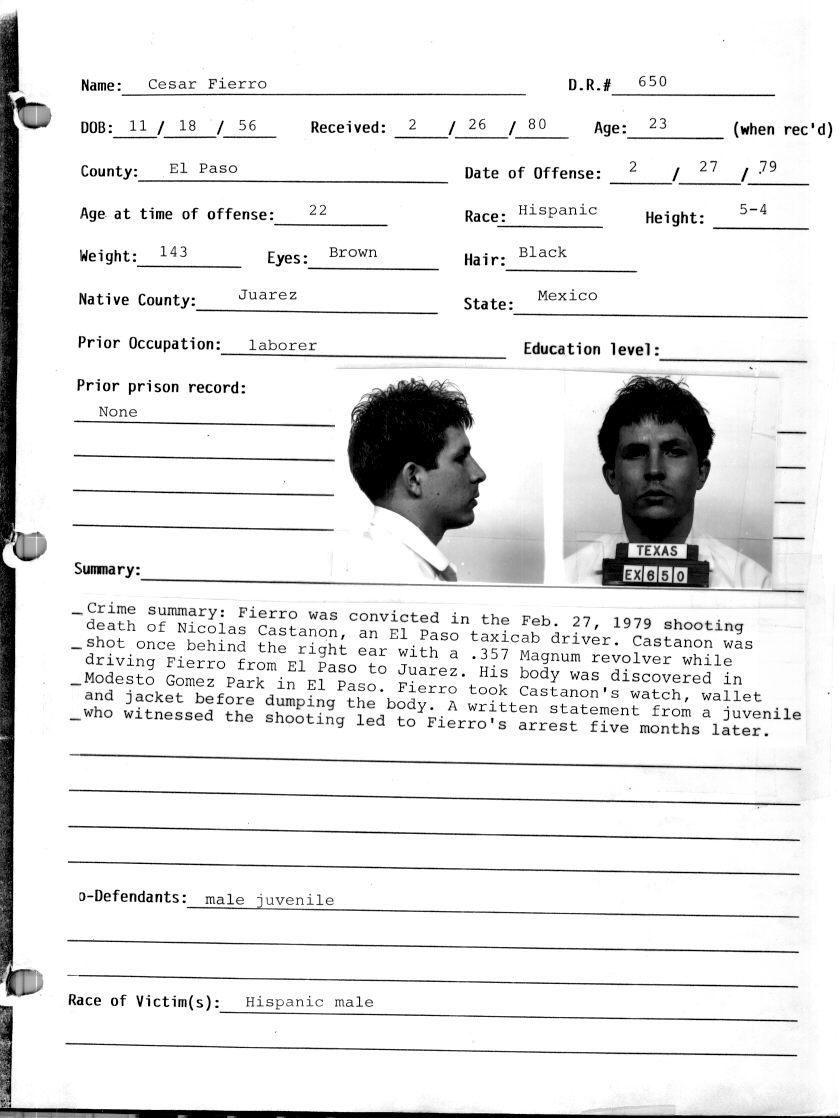 Name: Cesar Fierro D.R.# 650
DOB: 11 / 18 / 56 Received: 2 / 26 / 80 Age: 23 (when rec'd)
County: El Paso Date of Offense: 2 / 27 / 79
Age at time of offense: 22 Race: Hispanic Height: 5-4
Weight: 143 Eyes: Brown Hair: Black
Native County: Juarez State: Mexico
Prior Occupation: laborer Education level:
Prior prison record:
None
TEXAS
EX 6 5 0
Summary:
Crime summary: Fierro was convicted in the Feb. 27, 1979 shooting
death of Nicolas Castanon, an El Paso taxicab driver. Castanon was
shot once behind the right ear with a .357 Magnum revolver while
driving Fierro from El Paso to Juarez. His body was discovered in
Modesto Gomez Park in El Paso. Fierro took Castanon's watch, wallet
and jacket before dumping the body. A written statement from a juvenile
who witnessed the shooting led to Fierro's arrest five months later.
o-Defendants: male juvenile
Race of Victim(s): Hispanic male